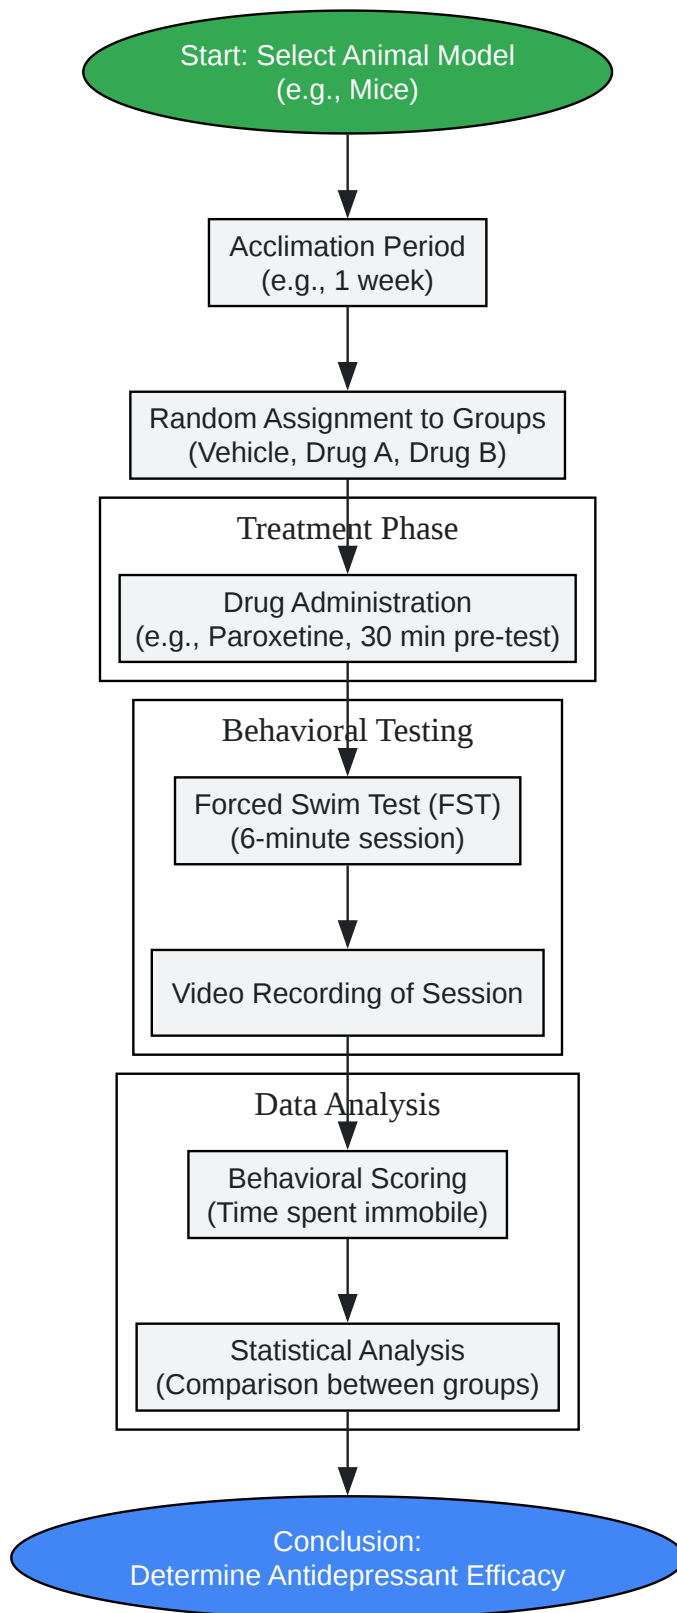 Start: Select Animal Model
(e.g., Mice)
Acclimation Period
(e.g., 1 week)
Random Assignment to Groups
(Vehicle, Drug A, Drug B)
Treatment Phase
Drug Administration
(e.g., Paroxetine, 30 min pre-test)
Behavioral Testing
Forced Swim Test (FST)
(6-minute session)
Video Recording of Session
Data Analysis
Behavioral Scoring
(Time spent immobile)
Statistical Analysis
(Comparison between groups)
Conclusion:
Determine Antidepressant Efficacy